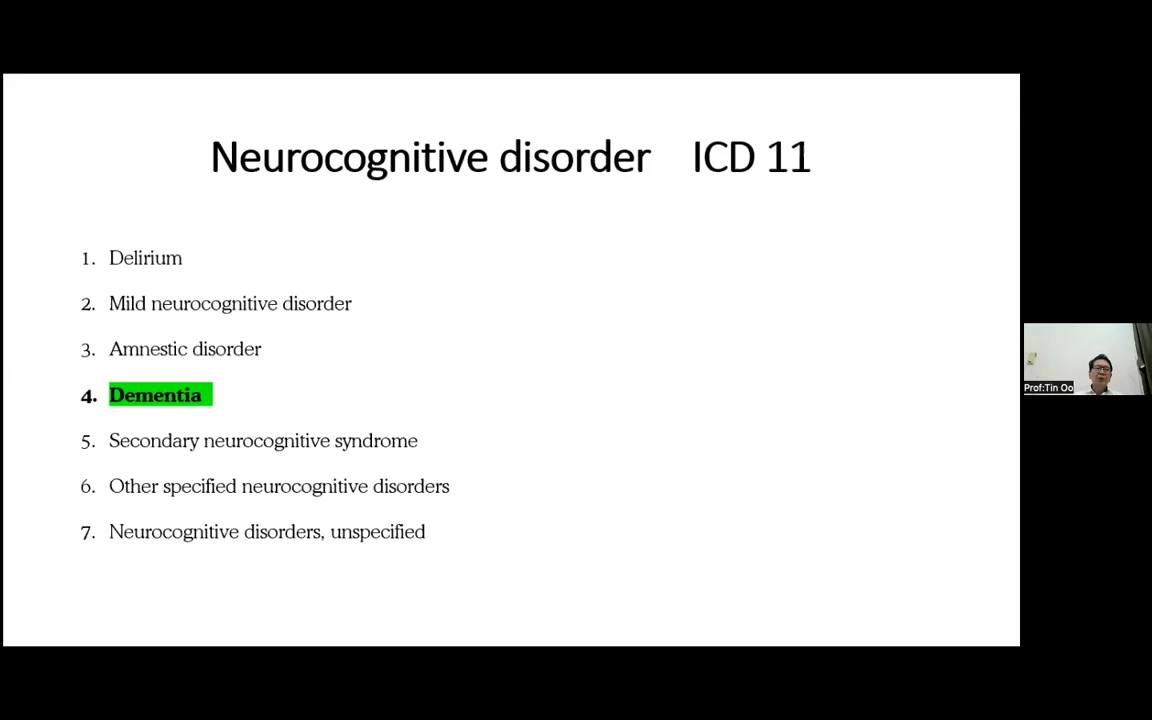 Neurocognitive disorder ICD 11
1. Delirium
2. Mild neurocognitive disorder
3. Amnestic disorder
4. Dementia
5. Secondary neurocognitive syndrome
6. Other specified neurocognitive disorders
7. Neurocognitive disorders, unspecified
Prof:Tin Oo